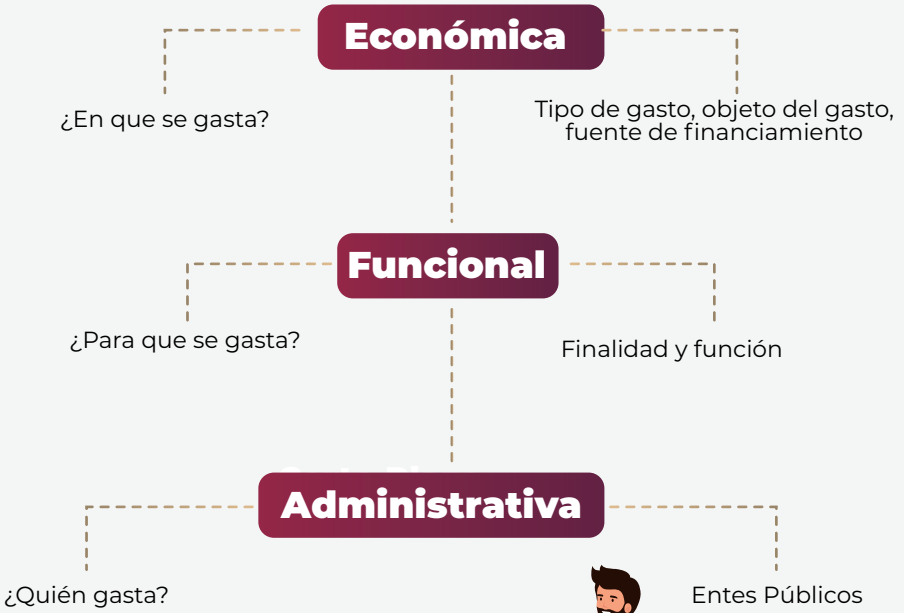 Económica
¿En que se gasta?
Tipo de gasto, objeto del gasto,
fuente de financiamiento
Funcional
¿Para que se gasta?
Finalidad y función
Administrativa
¿Quién gasta?
Entes Públicos